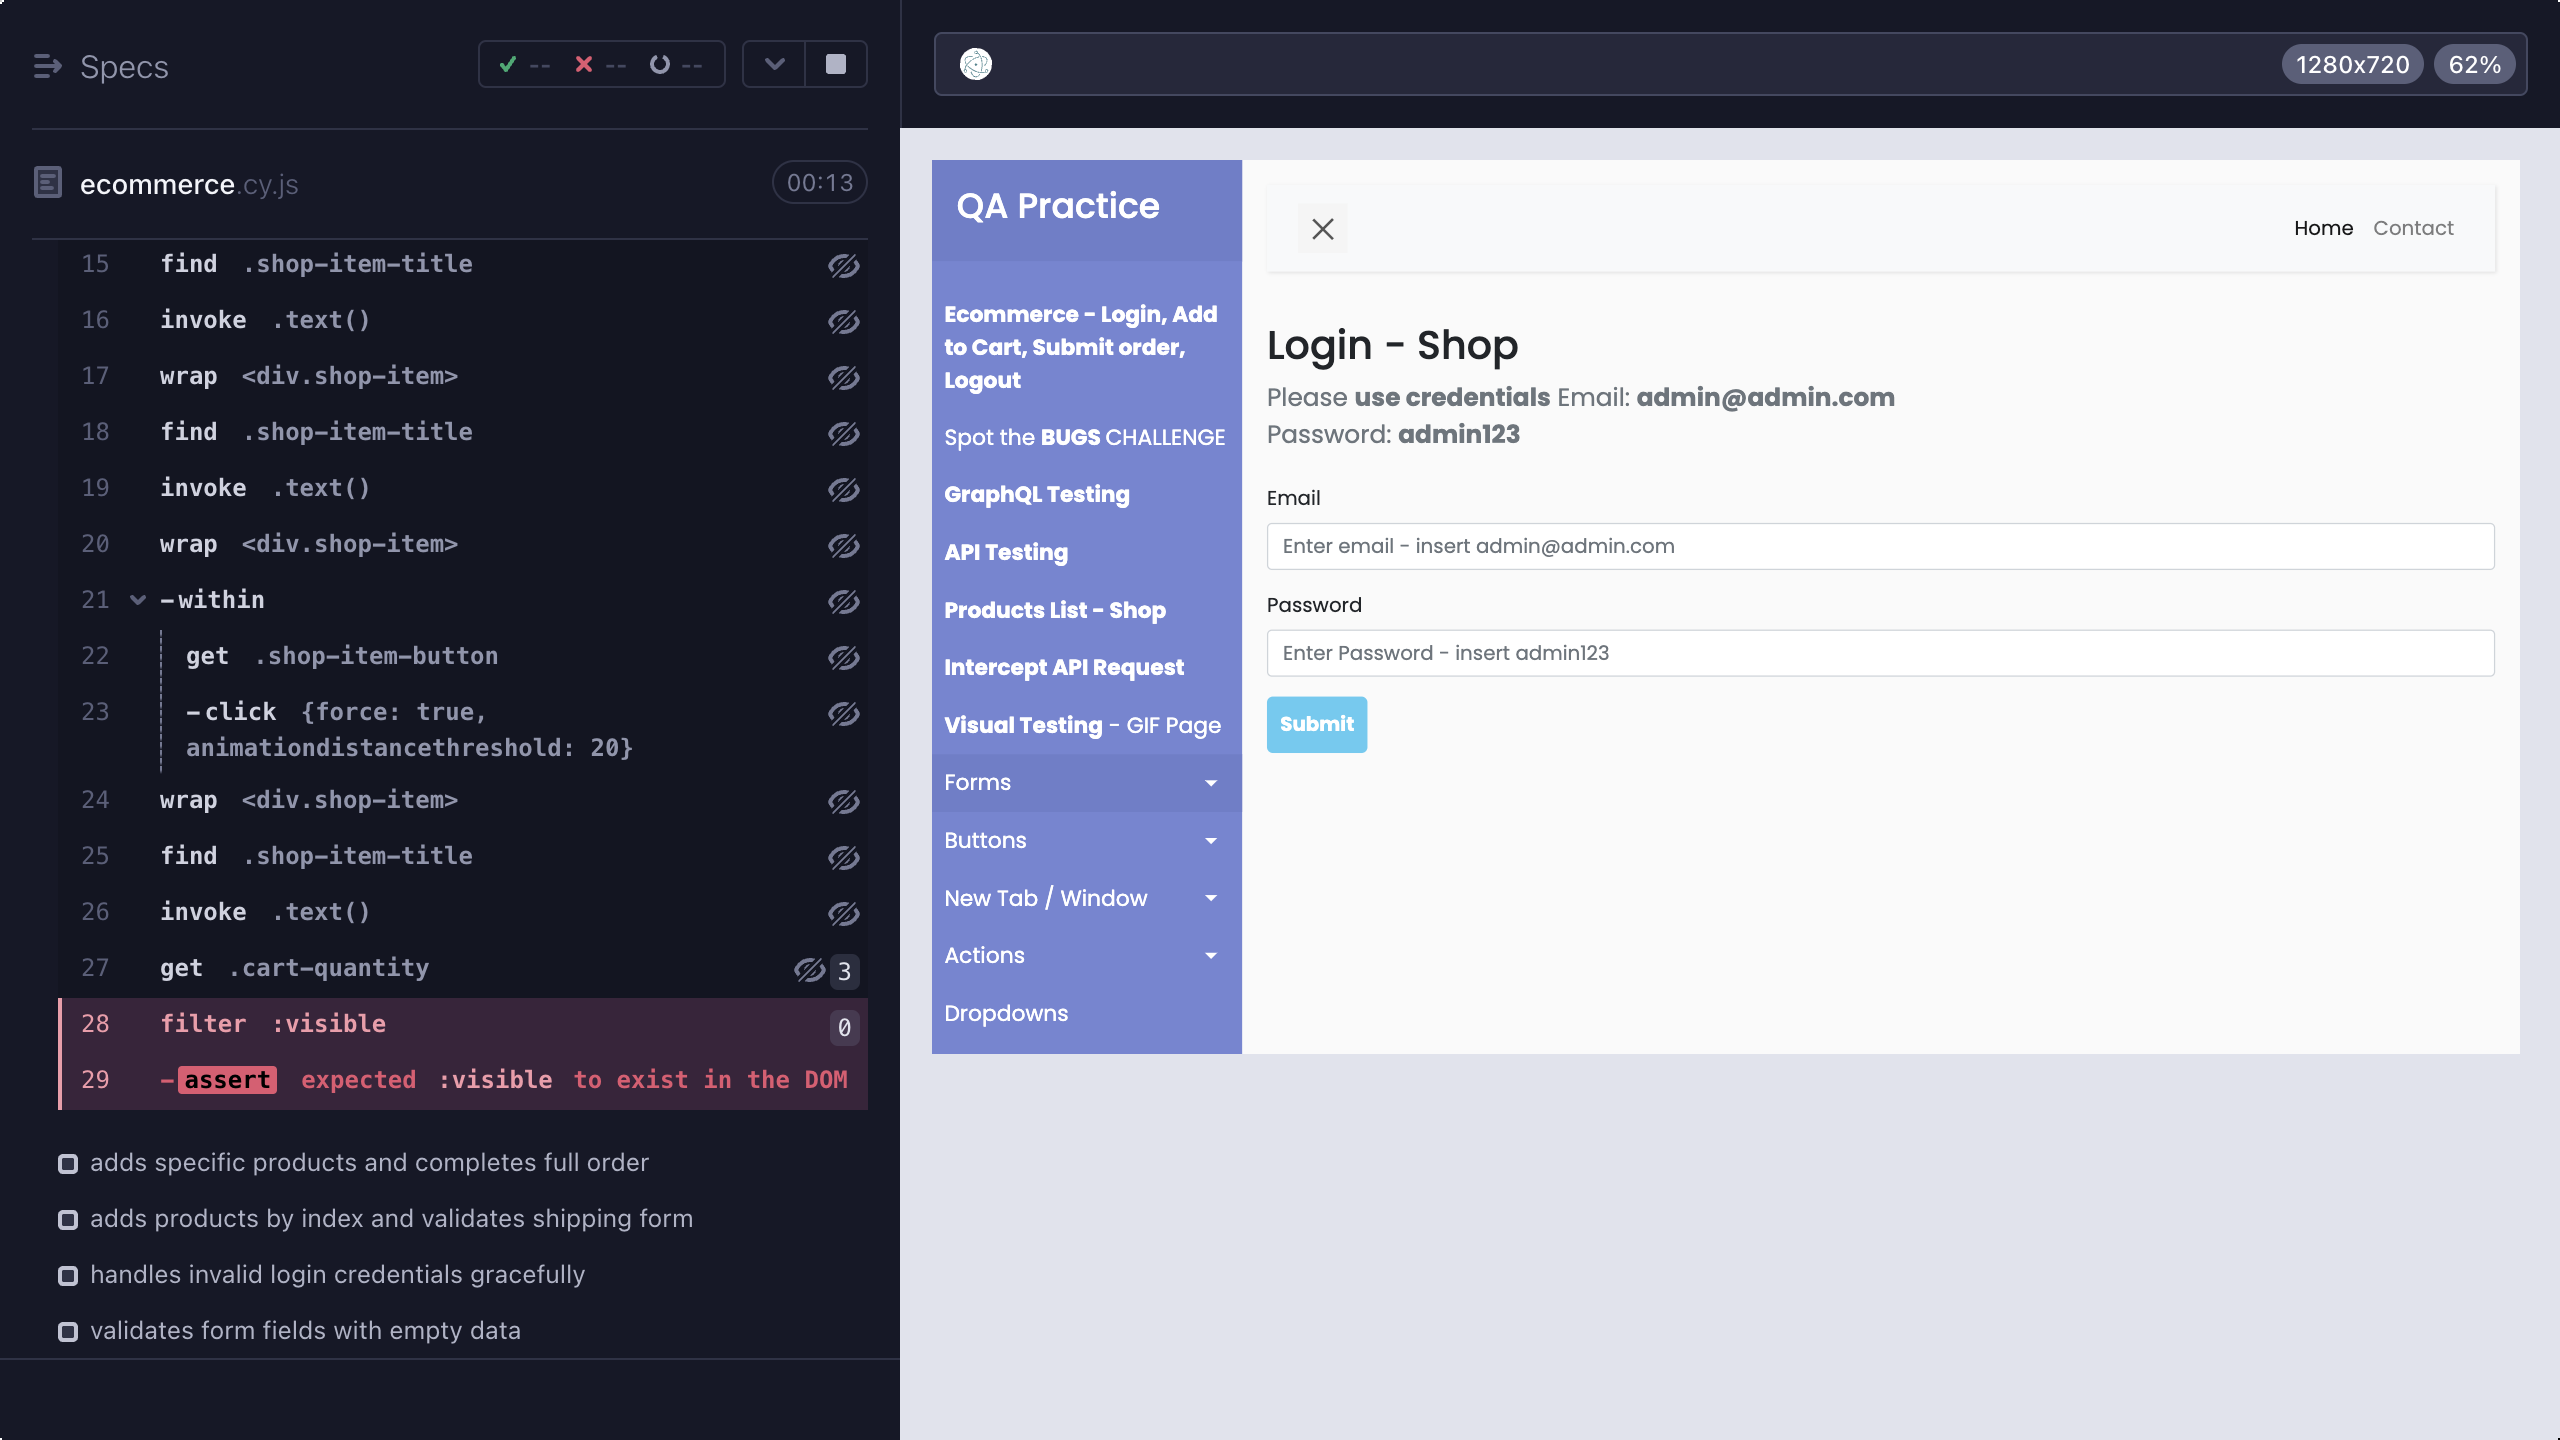 Specs
-- -- --
ecommerce.cy.js
00:13
15 find .shop-item-title
16 invoke .text()
17 wrap <div.shop-item>
18 find .shop-item-title
19 invoke .text()
20 wrap <div.shop-item>
21 -within
22 get .shop-item-button
23 -click {force: true,
animationdistancethreshold: 20}
24 wrap <div.shop-item>
25 find .shop-item-title
26 invoke .text()
27 get .cart-quantity 3
28 filter :visible 0
29 -assert expected :visible to exist in the DOM
adds specific products and completes full order
adds products by index and validates shipping form
handles invalid login credentials gracefully
validates form fields with empty data
1280x720 62%
QA Practice
Ecommerce - Login, Add
to Cart, Submit order,
Logout
Spot the BUGS CHALLENGE
GraphQL Testing
API Testing
Products List - Shop
Intercept API Request
Visual Testing - GIF Page
Forms
Buttons
New Tab / Window
Actions
Dropdowns
Home Contact
Login - Shop
Please use credentials Email: admin@admin.com
Password: admin123
Email
Enter email - insert admin@admin.com
Password
Enter Password - insert admin123
Submit